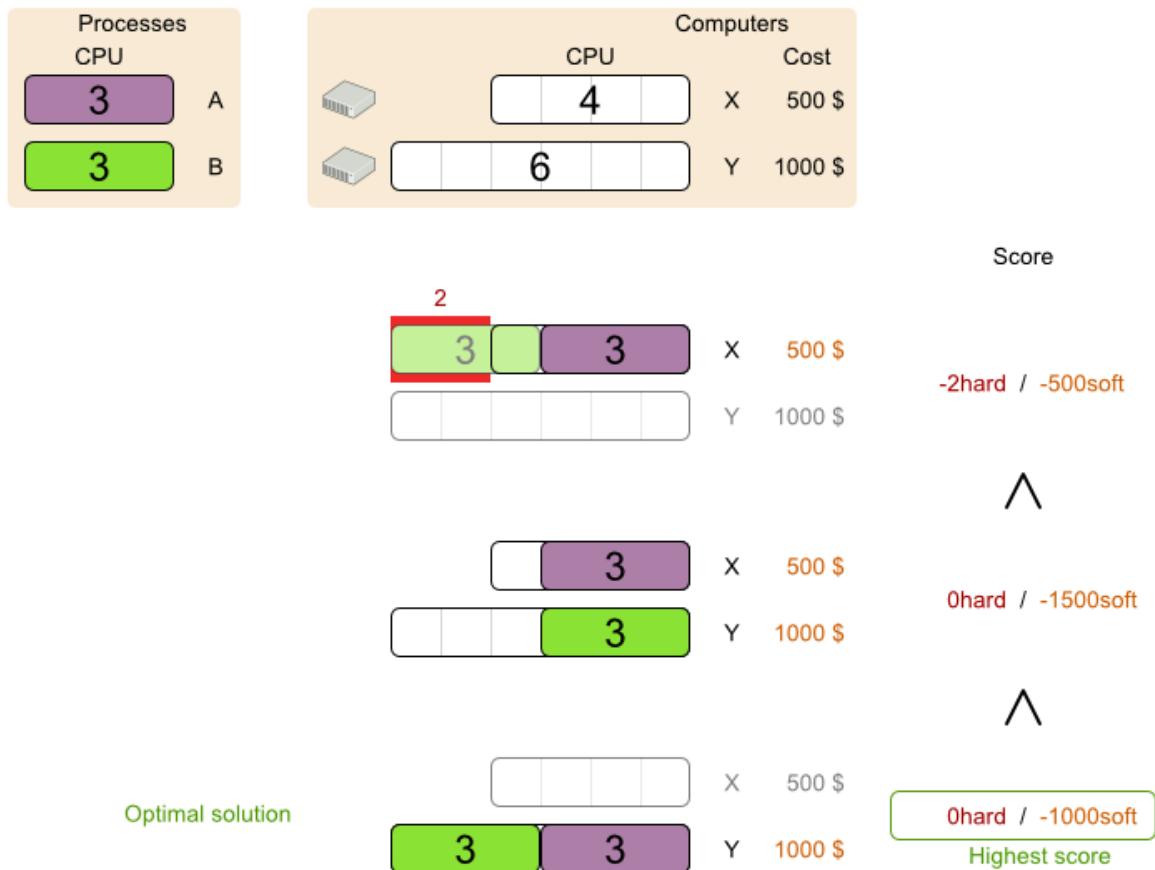 Processes Computers
CPU CPU Cost
3 A 4 X 500 $
3 B 6 Y 1000 $
Score
2
3 3 X 500 $
-2hard / -500soft
Y 1000 $
3 X 500 $
0hard / -1500soft
3 Y 1000 $
X 500 $
Optimal solution 0hard / -1000soft
3 3 Y 1000 $
Highest score